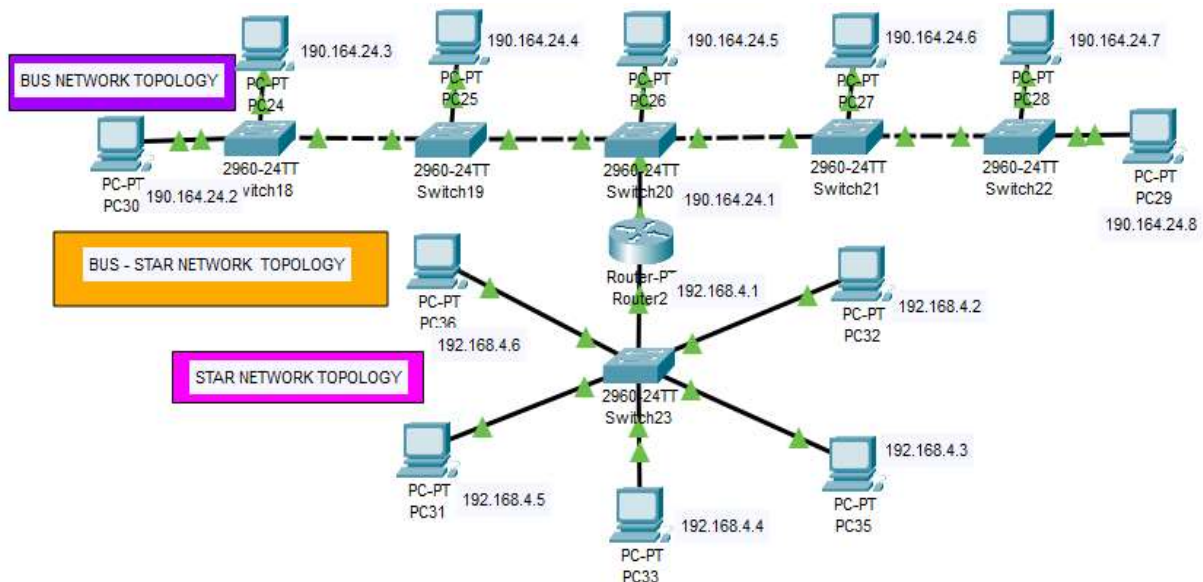 190.164.24.3
190.164.24.4
190.164.24.5
190.164.24.6
190.164.24.7
BUS NETWORK TOPOLOGY
PC-PT
PC24
PC-PT
PC25
PC-PT
PC26
PC-PT
PC27
PC-PT
PC28
PC-PT
PC30
190.164.24.2
2960-24TT
witch18
2960-24TT
Switch19
2960-24TT
Switch20
2960-24TT
Switch21
2960-24TT
Switch22
PC-PT
PC29
190.164.24.8
190.164.24.1
BUS - STAR NETWORK TOPOLOGY
Router-PT
Router2
192.168.4.1
PC-PT
PC36
192.168.4.6
PC-PT
PC32
192.168.4.2
STAR NETWORK TOPOLOGY
2960-24TT
Switch23
PC-PT
PC31
192.168.4.5
PC-PT
PC33
192.168.4.4
PC-PT
PC35
192.168.4.3